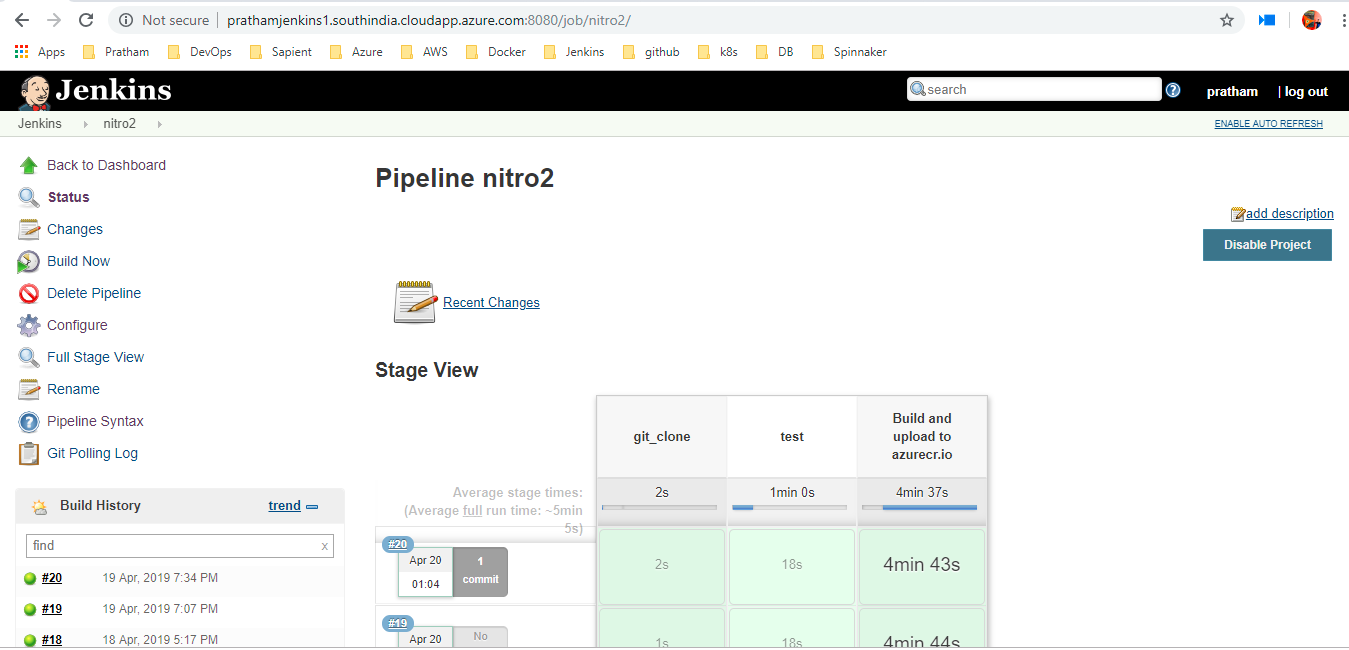 Not secure prathamjenkins1.southindia.cloudapp.azure.com:8080/job/nitro2/
Apps Pratham DevOps Sapient Azure AWS Docker Jenkins github k8s DB Spinnaker
Jenkins
search
?
pratham
| log out
Jenkins
nitro2
ENABLE AUTO REFRESH
Back to Dashboard
Status
Changes
Build Now
Delete Pipeline
Configure
Full Stage View
Rename
? Pipeline Syntax
Git Polling Log
Build History
trend
find x
#20 19 Apr, 2019 7:34 PM
#19 19 Apr, 2019 7:07 PM
#18 18 Apr, 2019 5:17 PM
Pipeline nitro2
add description
Disable Project
Recent Changes
Stage View
git_clone
test
Build and
upload to
azurecr.io
Average stage times:
(Average full run time: ~5min
5s)
2s
1min 0s
4min 37s
#20
Apr 20
01:04
1
commit
2s
18s
4min 43s
#19
Apr 20
No
1s
18s
4min 44s